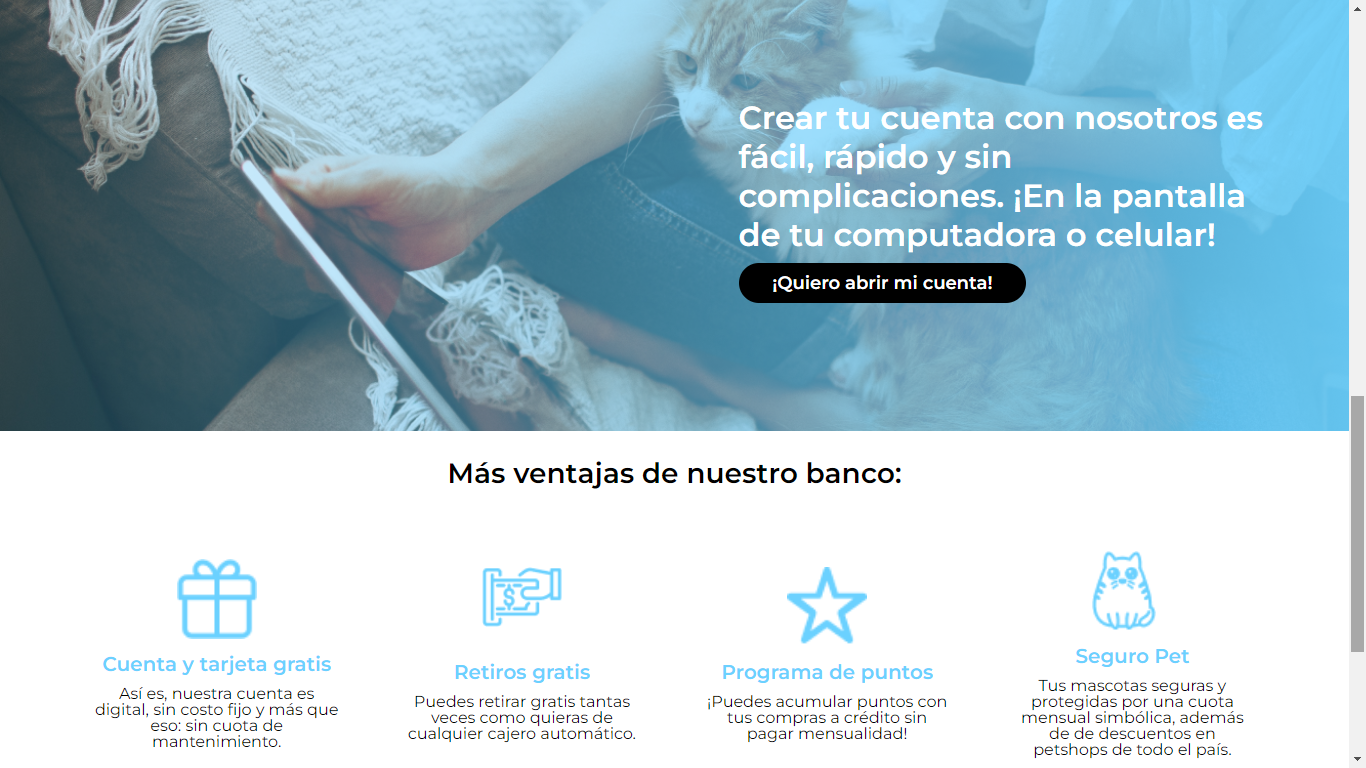 Crear tu cuenta con nosotros es
fácil, rápido y sin
complicaciones. ¡En la pantalla
de tu computadora o celular!
¡Quiero abrir mi cuenta!
Más ventajas de nuestro banco:
Cuenta y tarjeta gratis
Así es, nuestra cuenta es
digital, sin costo fijo y más que
eso: sin cuota de
mantenimiento.
Retiros gratis
Puedes retirar gratis tantas
veces como quieras de
cualquier cajero automático.
Programa de puntos
¡Puedes acumular puntos con
tus compras a crédito sin
pagar mensualidad!
Seguro Pet
Tus mascotas seguras y
protegidas por una cuota
mensual simbólica, además
de de descuentos en
petshops de todo el país.